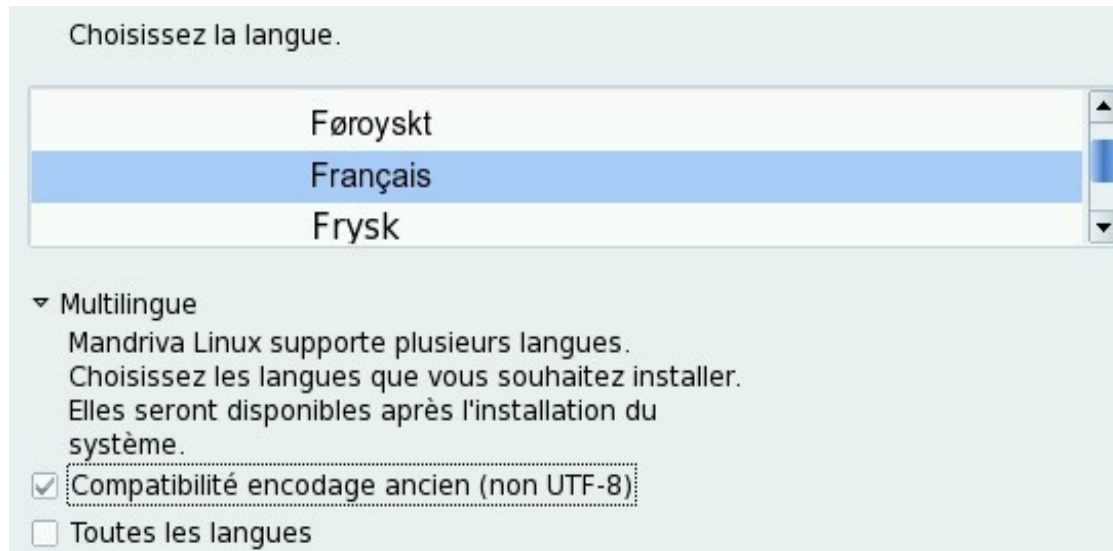 Choisissez la langue.
Føroyskt
Français
Frysk
Multilingue
Mandriva Linux supporte plusieurs langues.
Choisissez les langues que vous souhaitez installer.
Elles seront disponibles après l'installation du
système.
Compatibilité encodage ancien (non UTF-8)
Toutes les langues